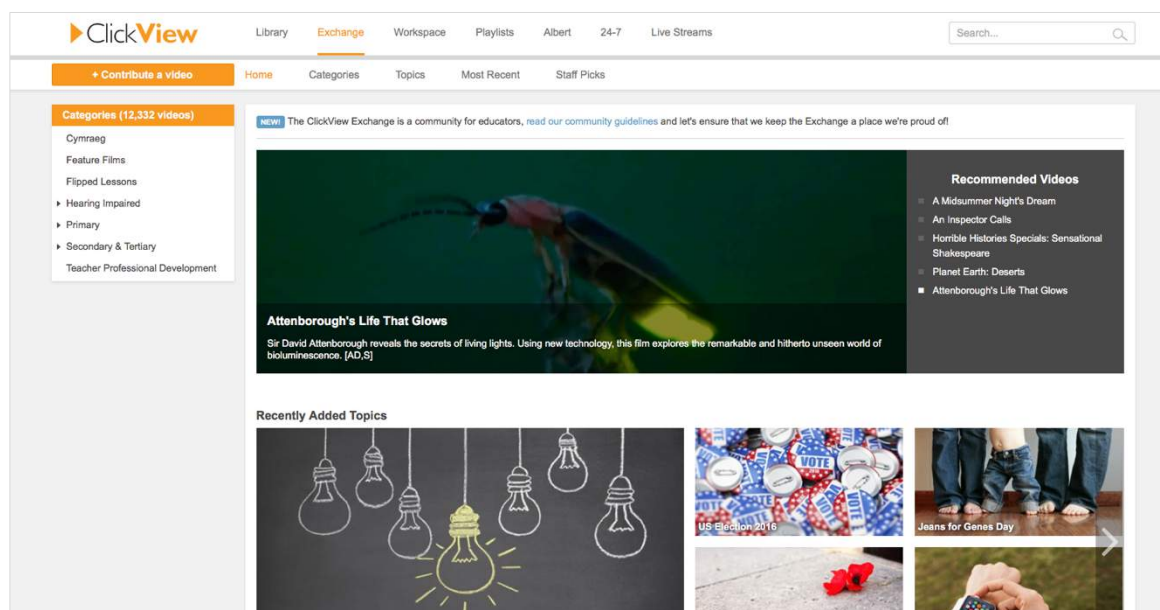 ClickView
Library Exchange Workspace Playlists Albert 24-7 Live Streams
Search...
+ Contribute a video
Home Categories Topics Most Recent Staff Picks
Categories (12,332 videos)
Cymraeg
Feature Films
Flipped Lessons
Hearing Impaired
Primary
Secondary & Tertiary
Teacher Professional Development
NEW! The ClickView Exchange is a community for educators, read our community guidelines and let's ensure that we keep the Exchange a place we're proud of!
Attenborough's Life That Glows
Sir David Attenborough reveals the secrets of living lights. Using new technology, this film explores the remarkable and hitherto unseen world of
bioluminescence. [AD,S]
Recommended Videos
A Midsummer Night's Dream
An Inspector Calls
Horrible Histories Specials: Sensational
Shakespeare
Planet Earth: Deserts
Attenborough's Life That Glows
Recently Added Topics
VOTE
VOTE
VOTE
US Election 2016
Jeans for Genes Day